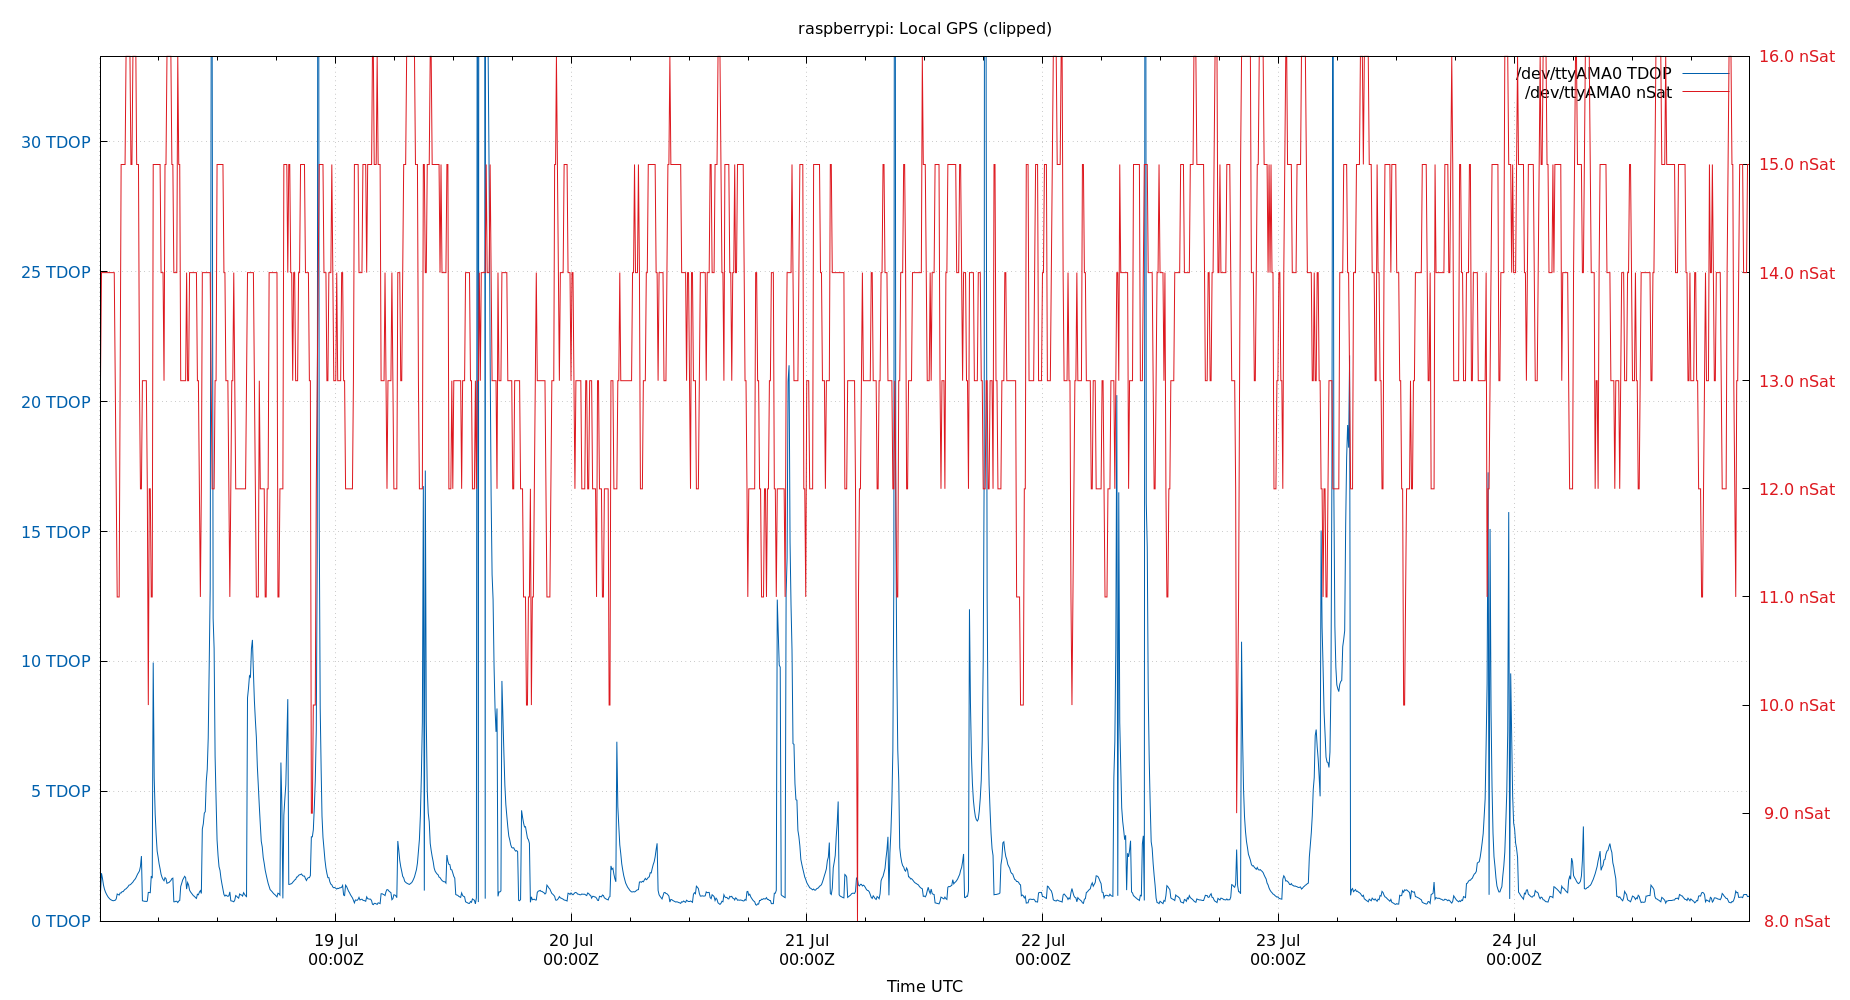 raspberrypi: Local GPS (clipped)
/dev/ttyAMA0 TDOP
/dev/ttyAMA0 nSat
30 TDOP
25 TDOP
20 TDOP
15 TDOP
10 TDOP
5 TDOP
0 TDOP
16.0 nSat
15.0 nSat
14.0 nSat
13.0 nSat
12.0 nSat
11.0 nSat
10.0 nSat
9.0 nSat
8.0 nSat
19 Jul 20 Jul 21 Jul 22 Jul 23 Jul 24 Jul
00:00Z 00:00Z 00:00Z 00:00Z 00:00Z 00:00Z
Time UTC